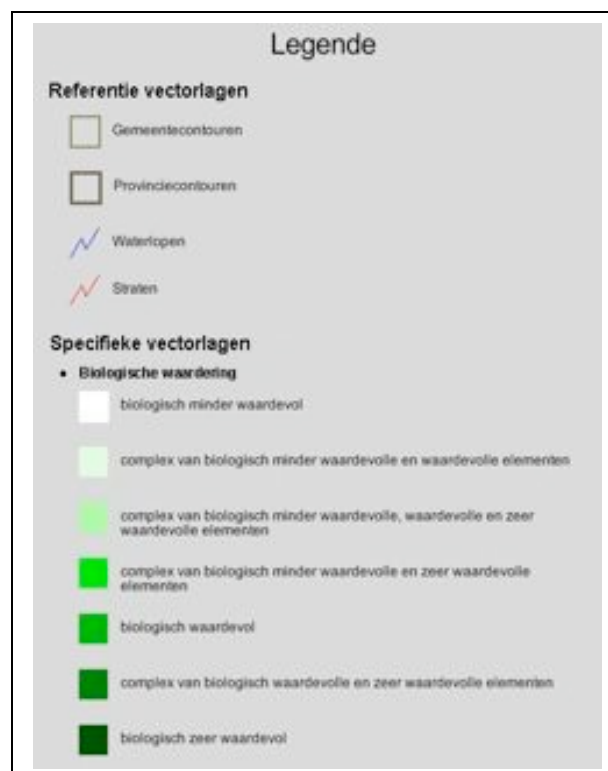 Legende
Referentie vectorlagen
Gemeentecontouren
Provinciecontouren
Waterlopen
Straten
Specifieke vectorlagen
• Biologische waardering
biologisch minder waardevol
complex van biologisch minder waardevolle en waardevolle elementen
complex van biologisch minder waardevolle, waardevolle en zeer
waardevolle elementen
complex van biologisch minder waardevolle en zeer waardevolle
elementen
biologisch waardevol
complex van biologisch waardevolle en zeer waardevolle elementen
biologisch zeer waardevol